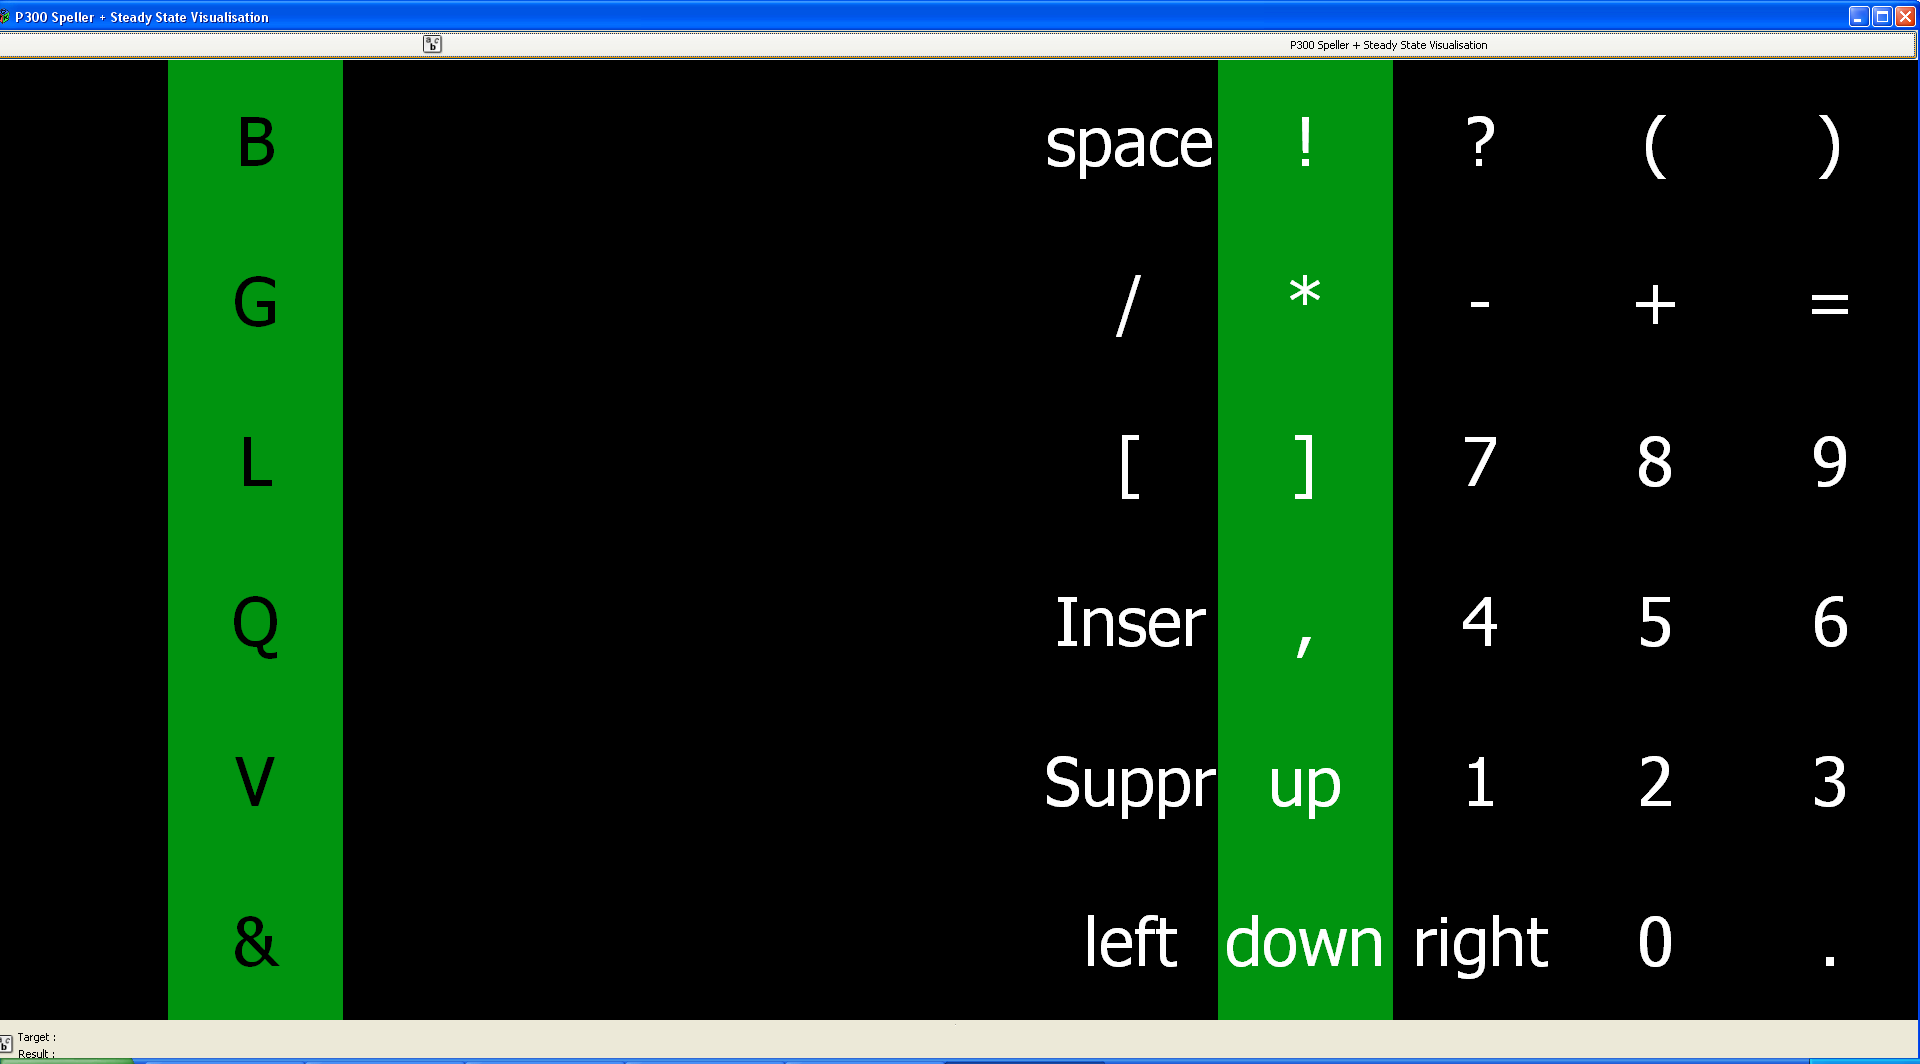 P300 Speller + Steady State Visualisation
P300 Speller + Steady State Visualisation
B space ! ? ( )
G / * - + =
L [ ] 7 8 9
Q Inser , 4 5 6
V Suppr up 1 2 3
& left down right 0 .
Target :
Result :